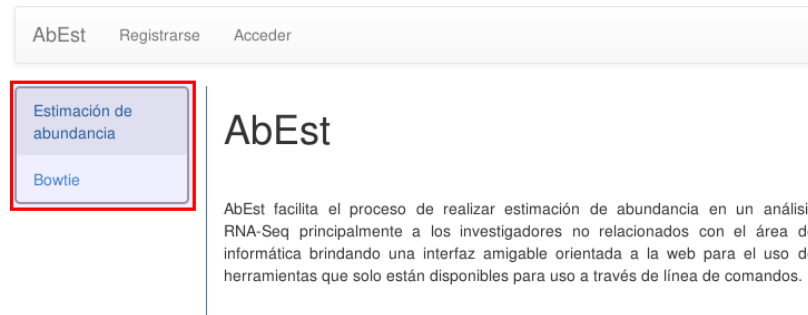 AbEst Registrarse Acceder
Estimación de
abundancia
Bowtie
AbEst
AbEst facilita el proceso de realizar estimación de abundancia en un análisi
RNA-Seq principalmente a los investigadores no relacionados con el área d
informática brindando una interfaz amigable orientada a la web para el uso d
herramientas que solo están disponibles para uso a través de línea de comandos.